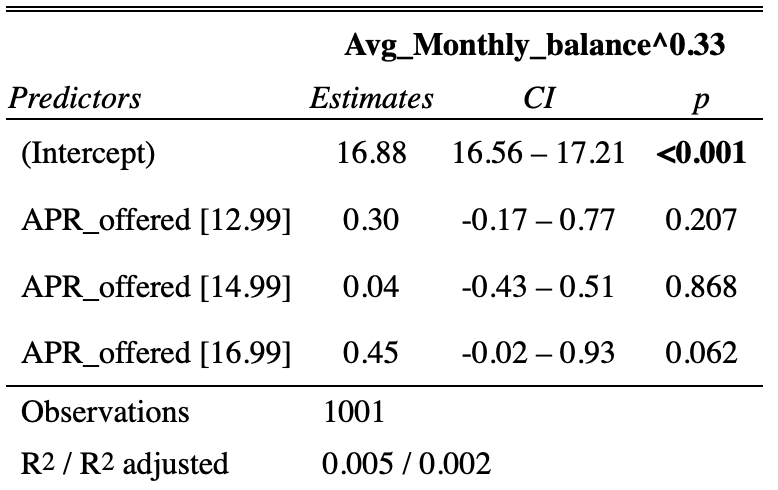 Avg_Monthly_balance^0.33
Predictors Estimates CI p
(Intercept) 16.88 16.56 – 17.21 <0.001
APR_offered [12.99] 0.30 -0.17 – 0.77 0.207
APR_offered [14.99] 0.04 -0.43 – 0.51 0.868
APR_offered [16.99] 0.45 -0.02 – 0.93 0.062
Observations 1001
R2 / R2 adjusted 0.005 / 0.002